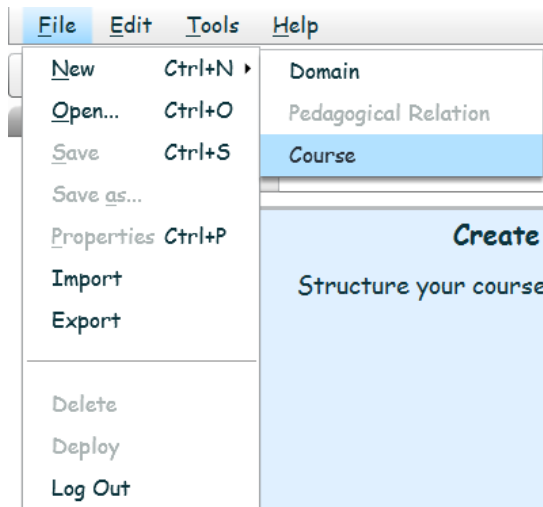 File Edit Tools Help
New Ctrl+N
Open... Ctrl+O
Save Ctrl+S
Save as...
Properties Ctrl+P
Import
Export
Delete
Deploy
Log Out
Domain
Pedagogical Relation
Course
Create
Structure your course